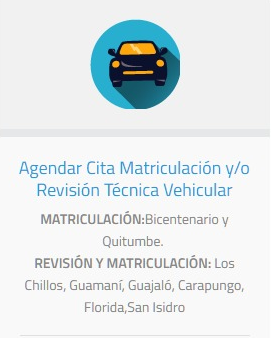 Agendar Cita Matriculación y/o
Revisión Técnica Vehicular
MATRICULACIÓN:Bicentenario y
Quitumbe.
REVISIÓN Y MATRICULACIÓN: Los
Chillos, Guamaní, Guajaló, Carapungo,
Florida,San Isidro